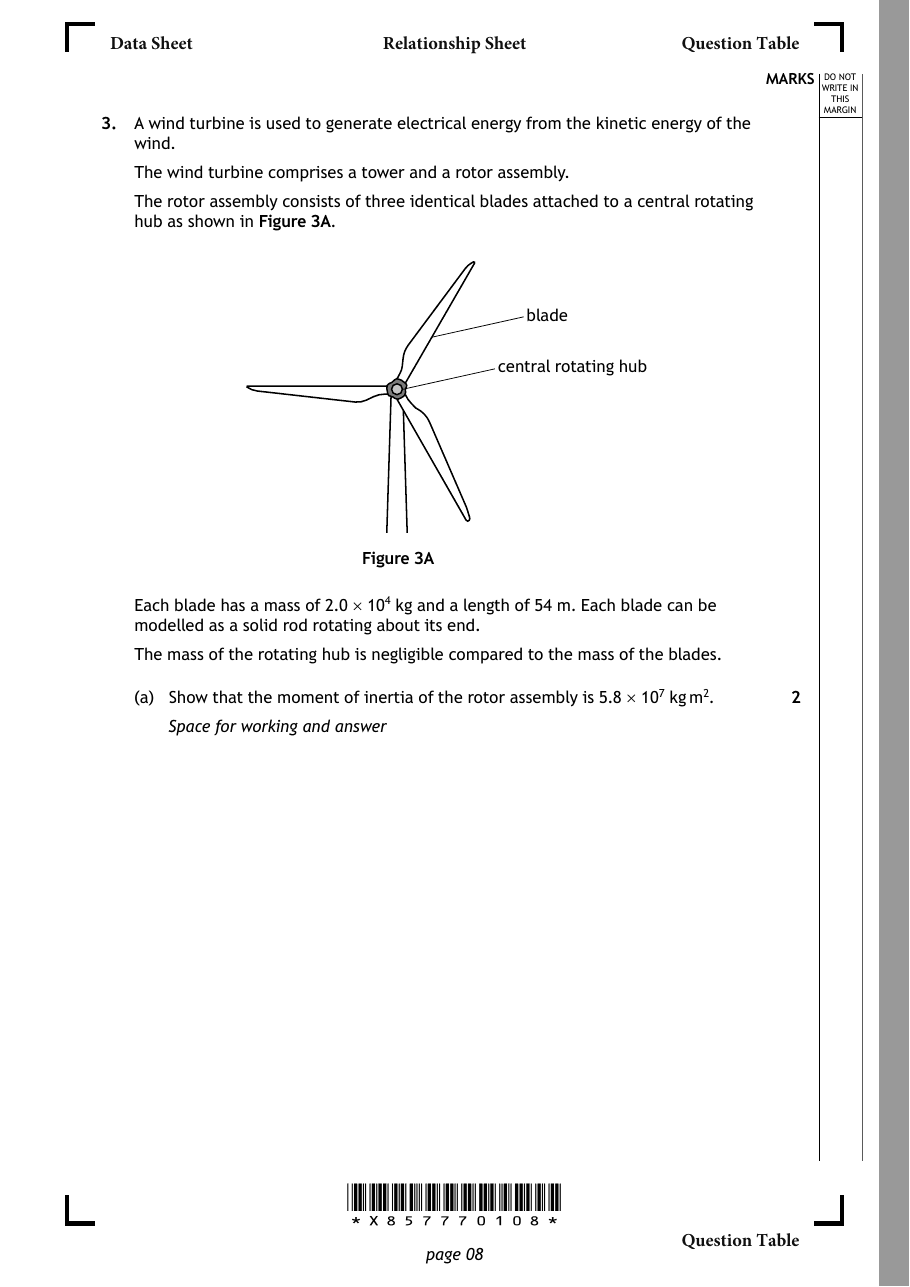 Data Sheet Relationship Sheet Question Table
MARKS
DO NOT
WRITE IN
THIS
MARGIN
3. A wind turbine is used to generate electrical energy from the kinetic energy of the
wind.
The wind turbine comprises a tower and a rotor assembly.
The rotor assembly consists of three identical blades attached to a central rotating
hub as shown in Figure 3A.
blade
central rotating hub
Figure 3A
Each blade has a mass of 2.0 × 10⁴ kg and a length of 54 m. Each blade can be
modelled as a solid rod rotating about its end.
The mass of the rotating hub is negligible compared to the mass of the blades.
(a) Show that the moment of inertia of the rotor assembly is 5.8 × 10⁷ kg m². 2
Space for working and answer
* X 8 5 7 7 7 0 1 0 8 *
Question Table
page 08